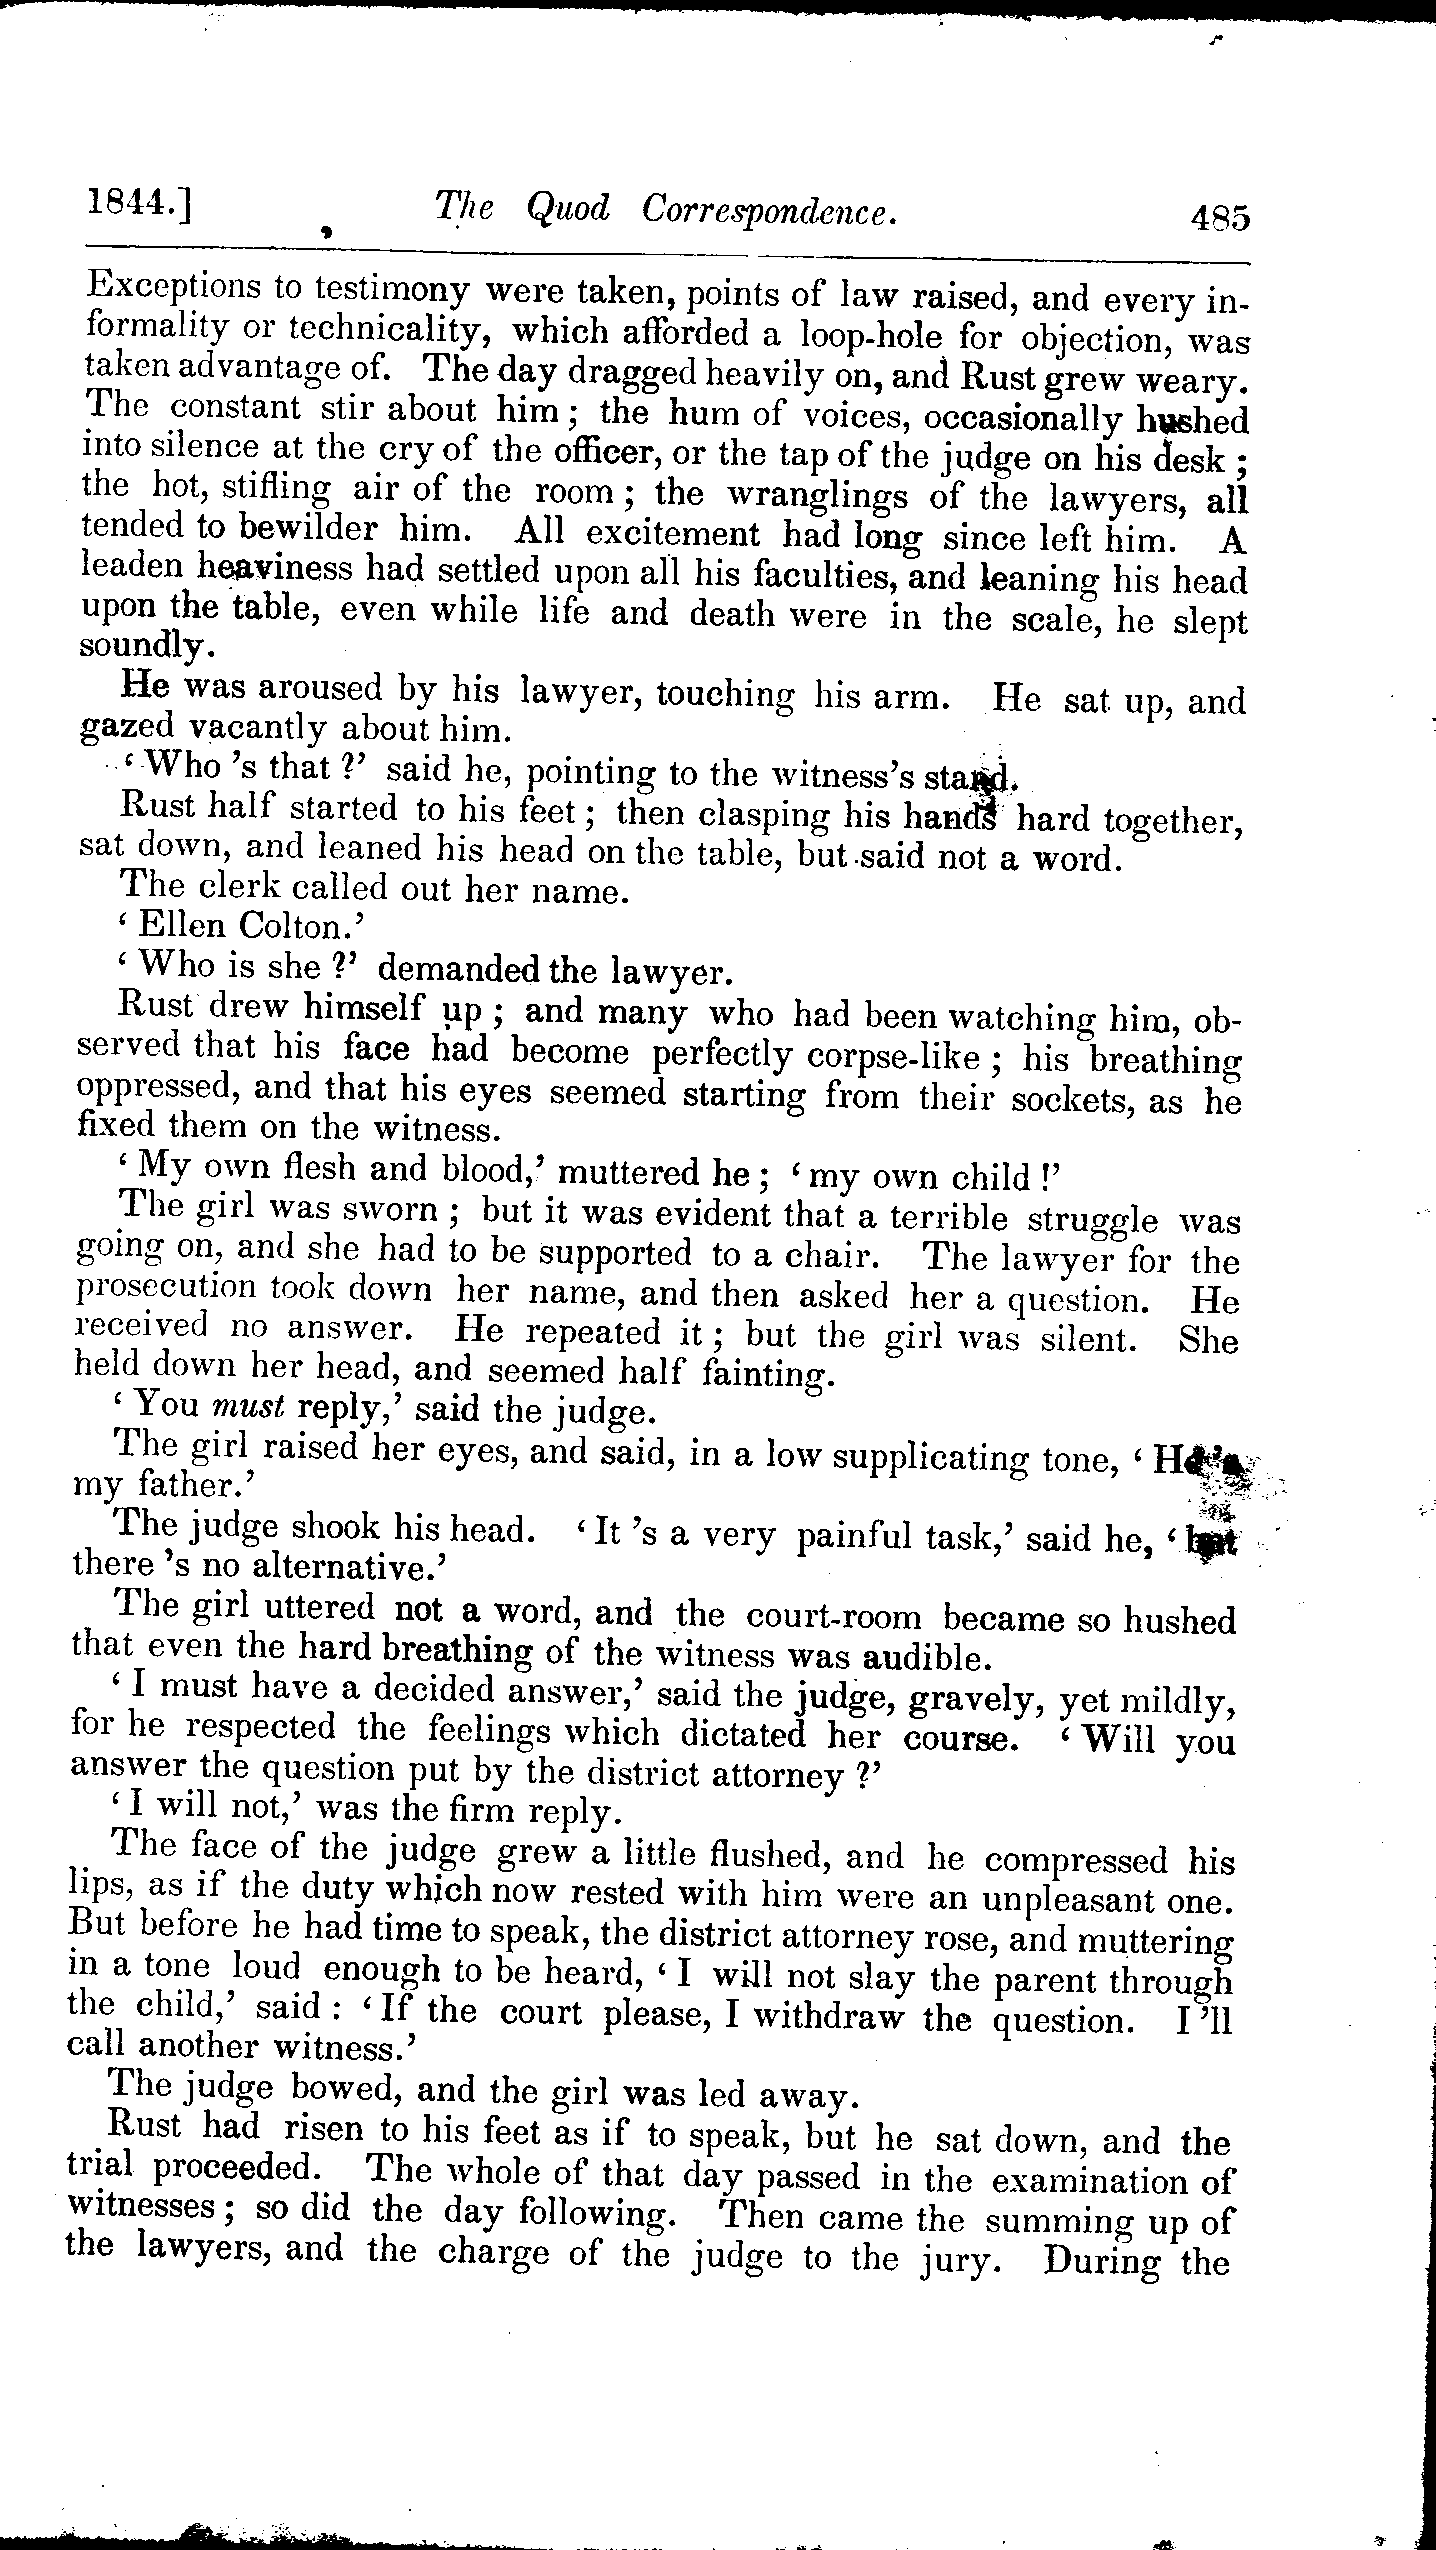 1844.] The Quod Correspondence. 485
Exceptions to testimony were taken, points of law raised, and every in-
formality or technicality, which afforded a loop-hole for objection, was
taken advantage of. The day dragged heavily on, and Rust grew weary.
The constant stir about him; the hum of voices, occasionally hushed
into silence at the cry of the officer, or the tap of the judge on his desk;
the hot, stifling air of the room; the wranglings of the lawyers, all
tended to bewilder him. All excitement had long since left him. A
leaden heaviness had settled upon all his faculties, and leaning his head
upon the table, even while life and death were in the scale, he slept
soundly.
He was aroused by his lawyer, touching his arm. He sat up, and
gazed vacantly about him.
‘Who 's that?’ said he, pointing to the witness's stand.
Rust half started to his feet; then clasping his hands hard together,
sat down, and leaned his head on the table, but said not a word.
The clerk called out her name.
‘Ellen Colton.’
‘Who is she?’ demanded the lawyer.
Rust drew himself up; and many who had been watching him, ob-
served that his face had become perfectly corpse-like; his breathing
oppressed, and that his eyes seemed starting from their sockets, as he
fixed them on the witness.
‘My own flesh and blood,’ muttered he; ‘my own child!’
The girl was sworn; but it was evident that a terrible struggle was
going on, and she had to be supported to a chair. The lawyer for the
prosecution took down her name, and then asked her a question. He
received no answer. He repeated it; but the girl was silent. She
held down her head, and seemed half fainting.
‘You must reply,’ said the judge.
The girl raised her eyes, and said, in a low supplicating tone, ‘He's
my father.’
The judge shook his head. ‘It 's a very painful task,’ said he, ‘but
there 's no alternative.’
The girl uttered not a word, and the court-room became so hushed
that even the hard breathing of the witness was audible.
‘I must have a decided answer,’ said the judge, gravely, yet mildly,
for he respected the feelings which dictated her course. ‘Will you
answer the question put by the district attorney?’
‘I will not,’ was the firm reply.
The face of the judge grew a little flushed, and he compressed his
lips, as if the duty which now rested with him were an unpleasant one.
But before he had time to speak, the district attorney rose, and muttering
in a tone loud enough to be heard, ‘I will not slay the parent through
the child,’ said: ‘If the court please, I withdraw the question. I 'll
call another witness.’
The judge bowed, and the girl was led away.
Rust had risen to his feet as if to speak, but he sat down, and the
trial proceeded. The whole of that day passed in the examination of
witnesses; so did the day following. Then came the summing up of
the lawyers, and the charge of the judge to the jury. During the